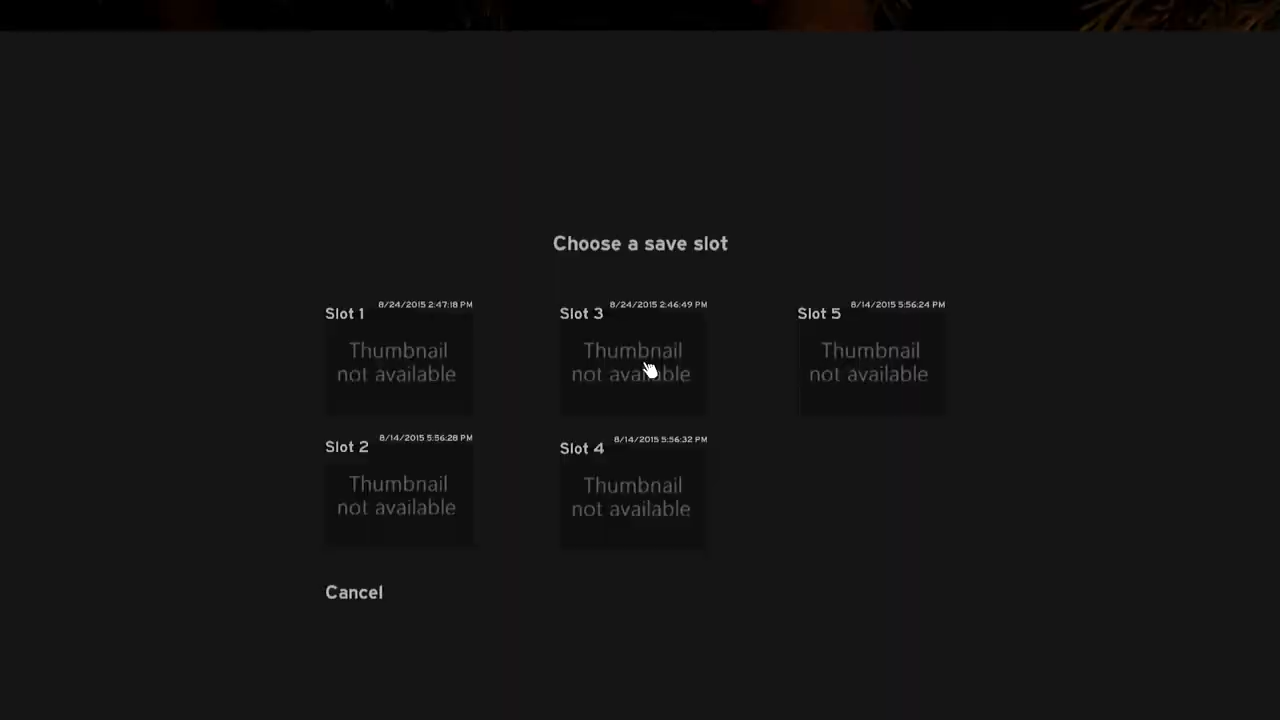 Choose a save slot
Slot 1 8/24/2015 2:47:18 PM
Thumbnail
not available
Slot 3 8/24/2015 2:46:49 PM
Thumbnail
not available
Slot 5 8/14/2015 5:56:24 PM
Thumbnail
not available
Slot 2 8/14/2015 5:56:28 PM
Thumbnail
not available
Slot 4 8/14/2015 5:56:32 PM
Thumbnail
not available
Cancel